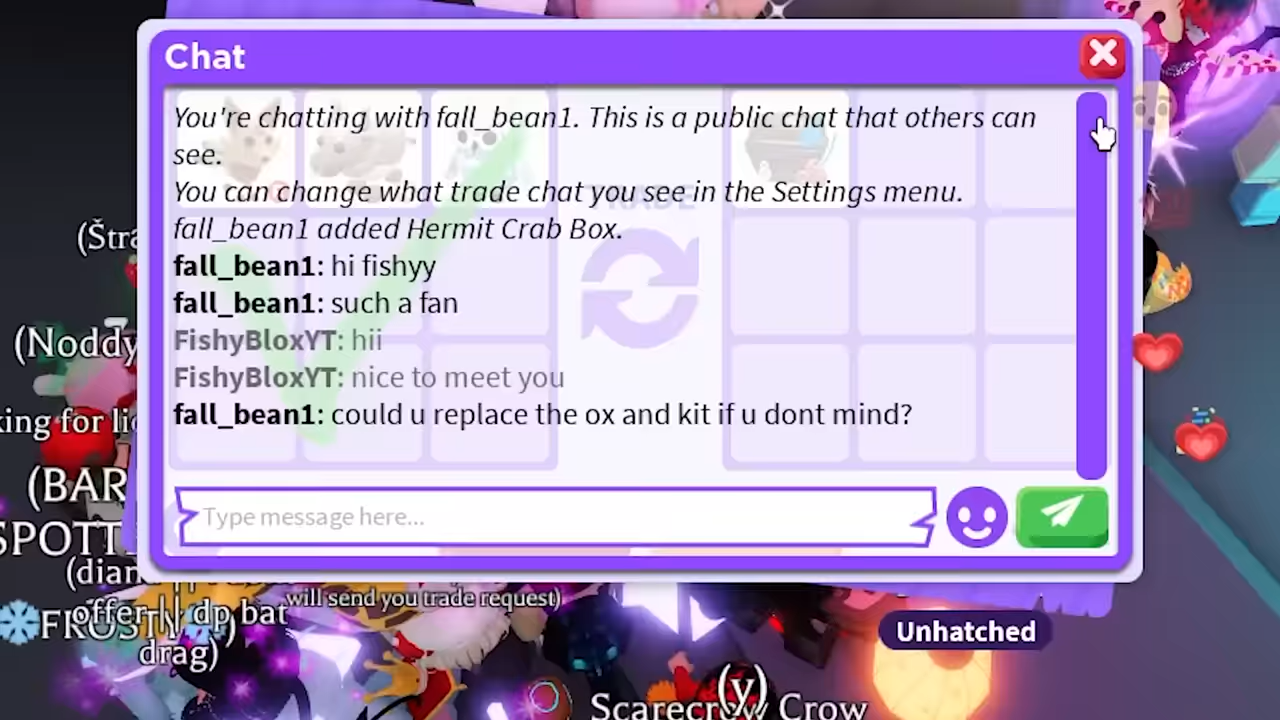 Chat
You're chatting with fall_bean1. This is a public chat that others can
see.
You can change what trade chat you see in the Settings menu.
fall_bean1 added Hermit Crab Box.
fall_bean1: hi fishyy
fall_bean1: such a fan
FishyBloxYT: hii
FishyBloxYT: nice to meet you
fall_bean1: could u replace the ox and kit if u dont mind?
Type message here...
(Noddy
(BAR
SPOTT
will send you trade request)
offer || dp bat
drag)
Unhatched
(y)
Scarecrow Crow